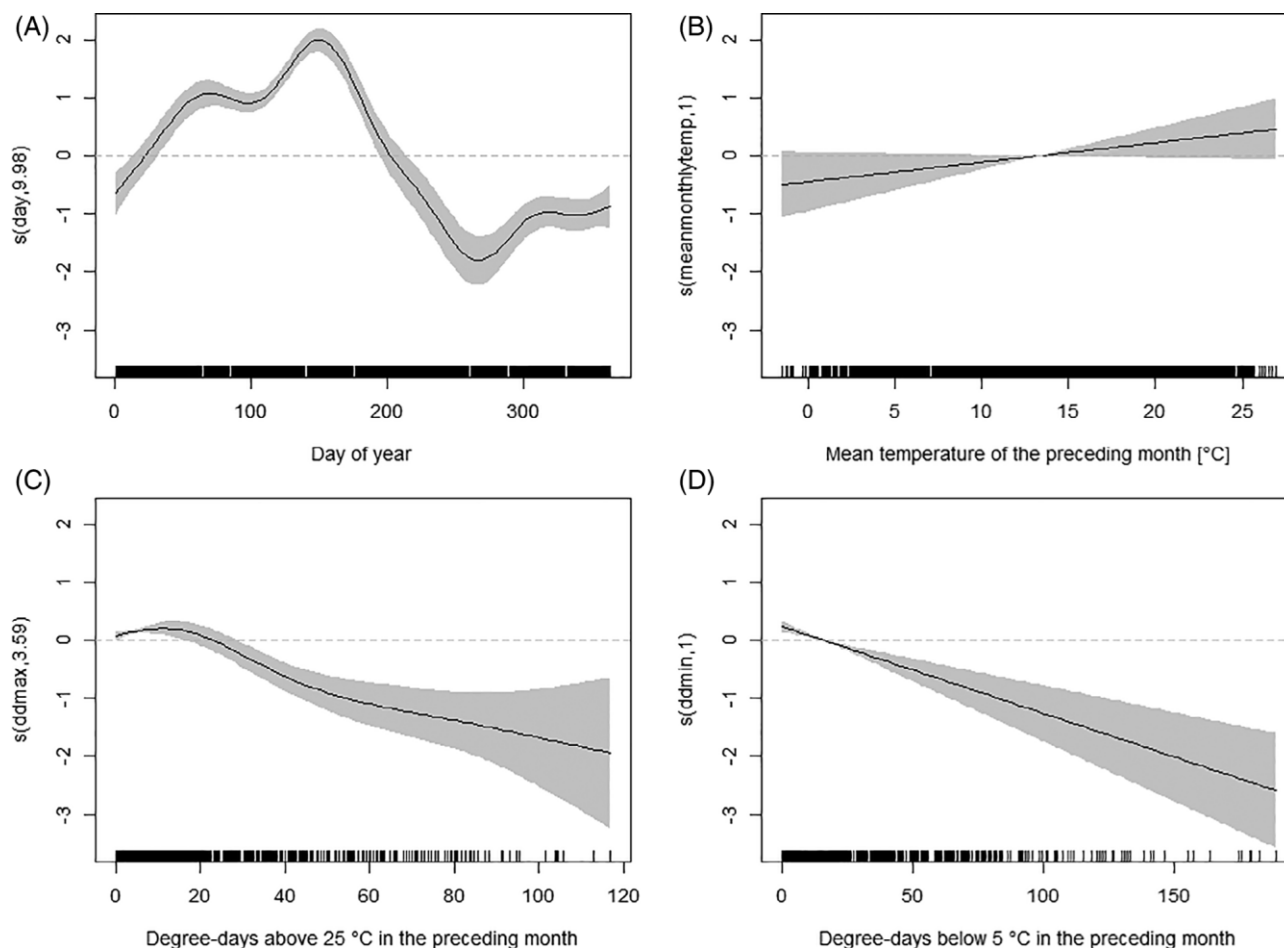 (A)
2
1
0
-1
-2
-3
s(day,9.98)
0 100 200 300
Day of year
(B)
2
1
0
-1
-2
-3
s(meanmonthlytemp,1)
0 5 10 15 20 25
Mean temperature of the preceding month [°C]
(C)
2
1
0
-1
-2
-3
s(ddmax,3.59)
0 20 40 60 80 100 120
Degree-days above 25 °C in the preceding month
(D)
2
1
0
-1
-2
-3
s(ddmin,1)
0 50 100 150
Degree-days below 5 °C in the preceding month